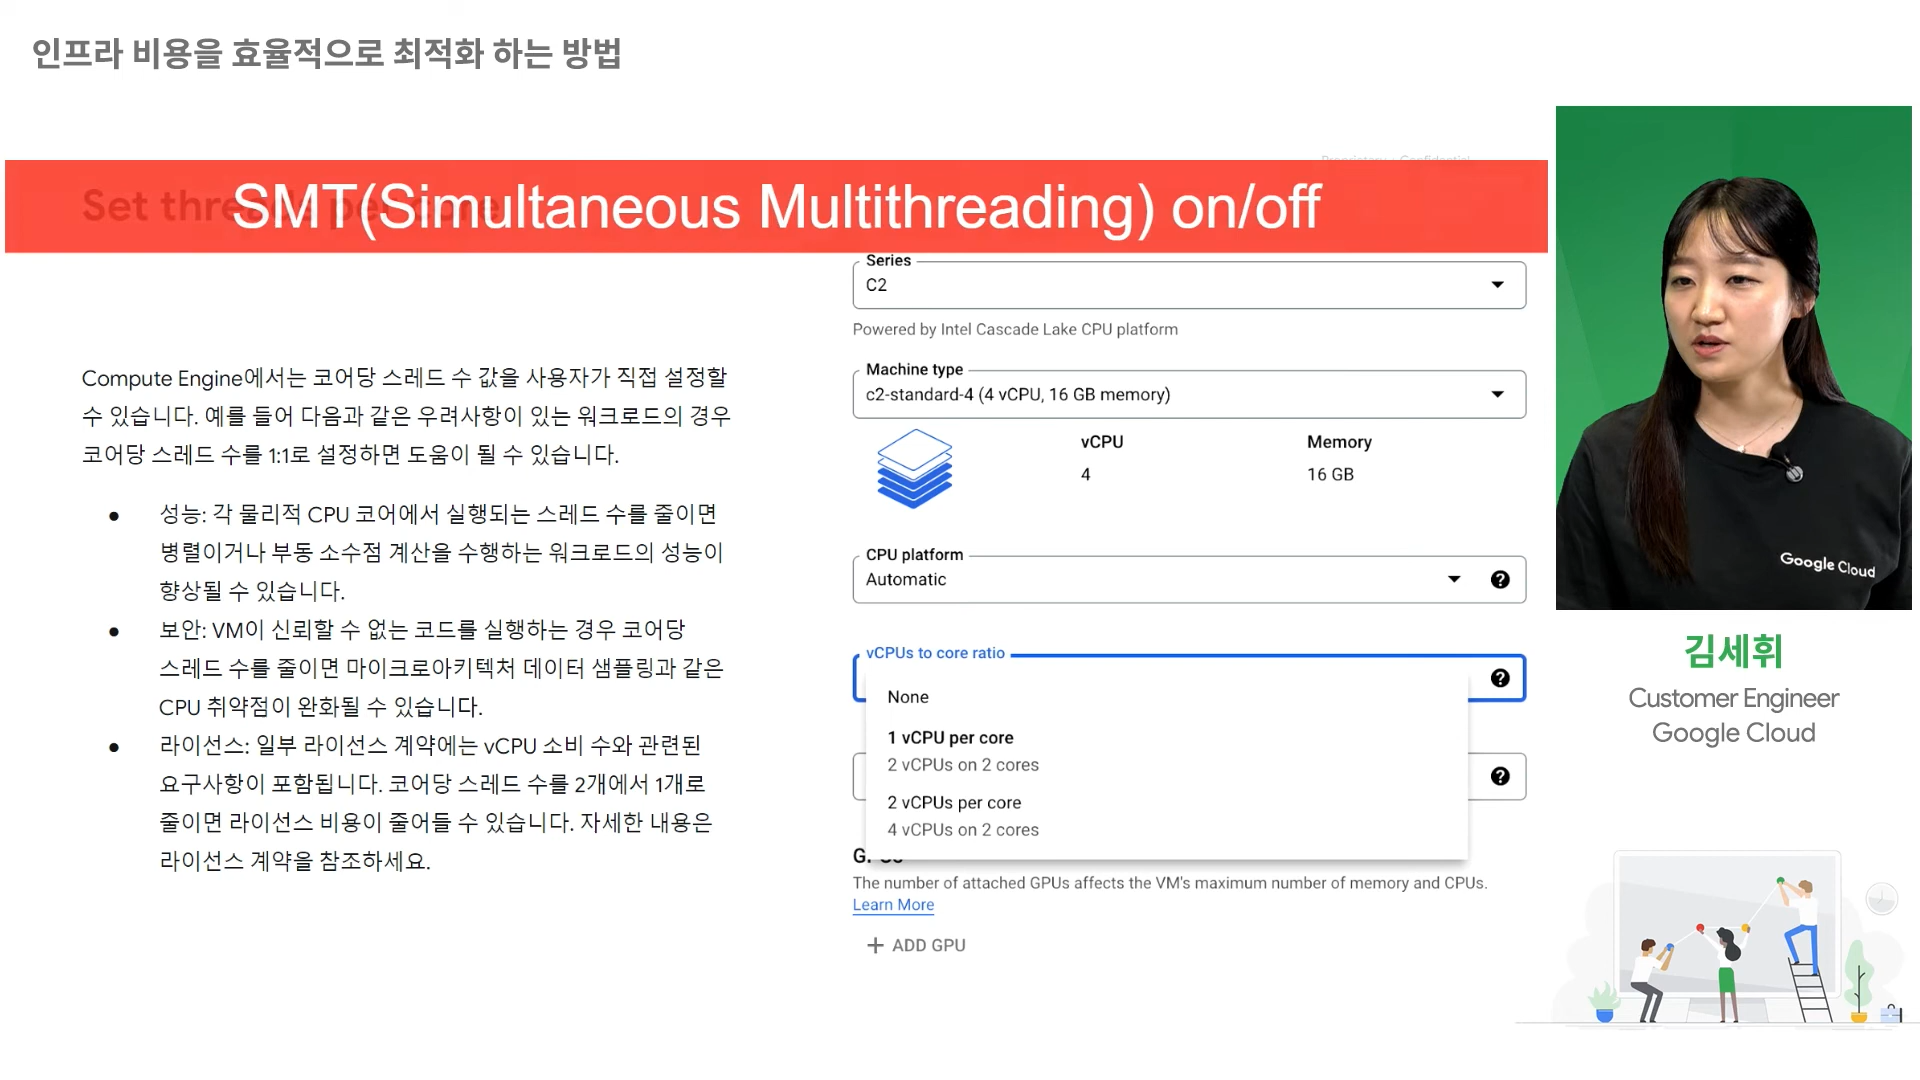 인프라 비용을 효율적으로 최적화 하는 방법
Proprietary + Confidential
Set threads per core
SMT(Simultaneous Multithreading) on/off
Compute Engine에서는 코어당 스레드 수 값을 사용자가 직접 설정할
수 있습니다. 예를 들어 다음과 같은 우려사항이 있는 워크로드의 경우
코어당 스레드 수를 1:1로 설정하면 도움이 될 수 있습니다.
● 성능: 각 물리적 CPU 코어에서 실행되는 스레드 수를 줄이면
병렬이거나 부동 소수점 계산을 수행하는 워크로드의 성능이
향상될 수 있습니다.
● 보안: VM이 신뢰할 수 없는 코드를 실행하는 경우 코어당
스레드 수를 줄이면 마이크로아키텍처 데이터 샘플링과 같은
CPU 취약점이 완화될 수 있습니다.
● 라이선스: 일부 라이선스 계약에는 vCPU 소비 수와 관련된
요구사항이 포함됩니다. 코어당 스레드 수를 2개에서 1개로
줄이면 라이선스 비용이 줄어들 수 있습니다. 자세한 내용은
라이선스 계약을 참조하세요.
Series
C2
Powered by Intel Cascade Lake CPU platform
Machine type
c2-standard-4 (4 vCPU, 16 GB memory)
vCPU
Memory
4
16 GB
CPU platform
Automatic
vCPUs to core ratio
None
1 vCPU per core
2 vCPUs on 2 cores
2 vCPUs per core
4 vCPUs on 2 cores
GPUs
The number of attached GPUs affects the VM's maximum number of memory and CPUs.
Learn More
+ ADD GPU
Google Cloud
김세휘
Customer Engineer
Google Cloud